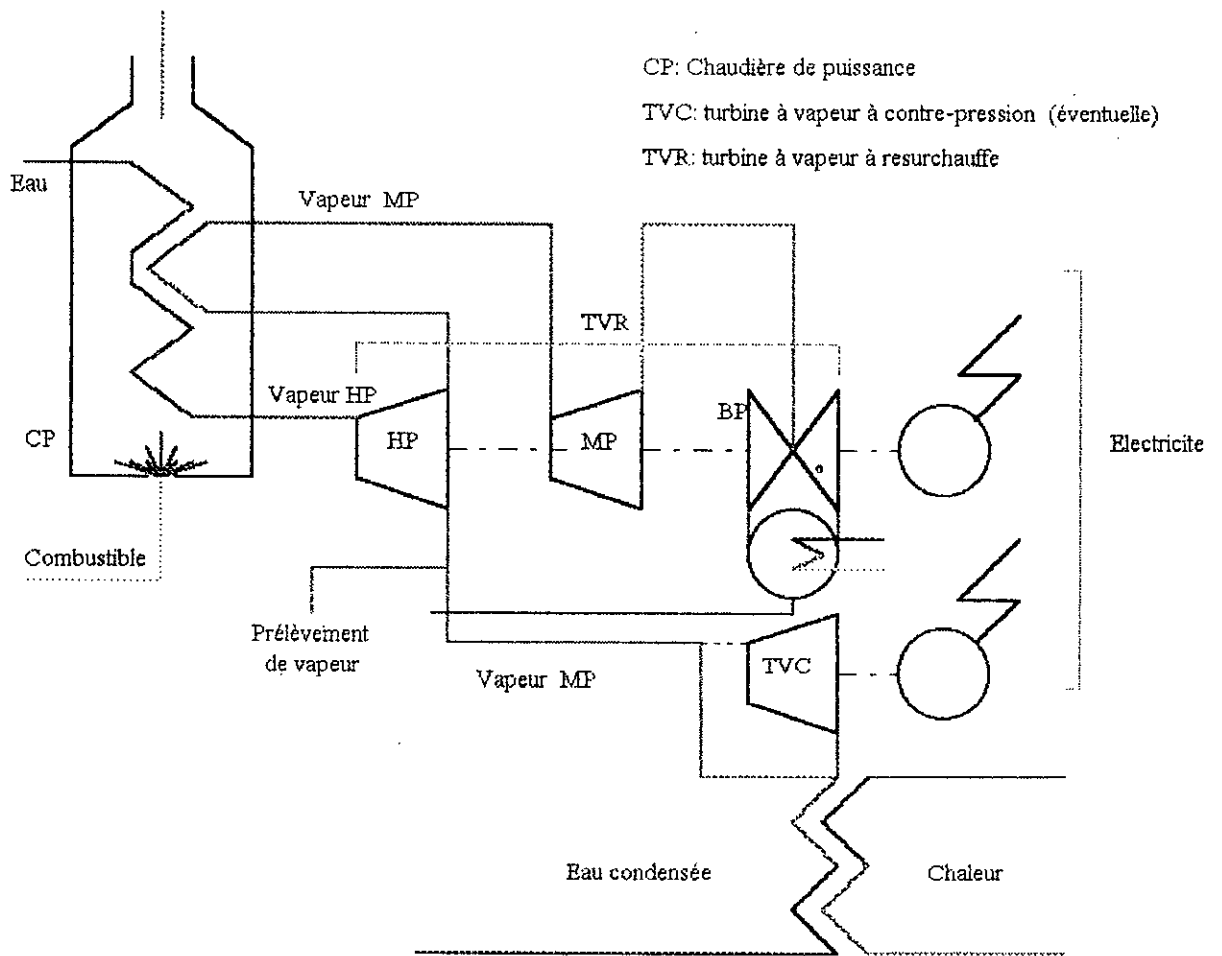 CP: Chaudière de puissance
TVC: turbine à vapeur à contre-pression (éventuelle)
TVR: turbine à vapeur à resurchauffe
Eau
Vapeur MP
TVR
Vapeur HP
BP
CP
HP
MP
Electricite
Combustible
Prélèvement
de vapeur
Vapeur MP
TVC
Eau condensée
Chaleur